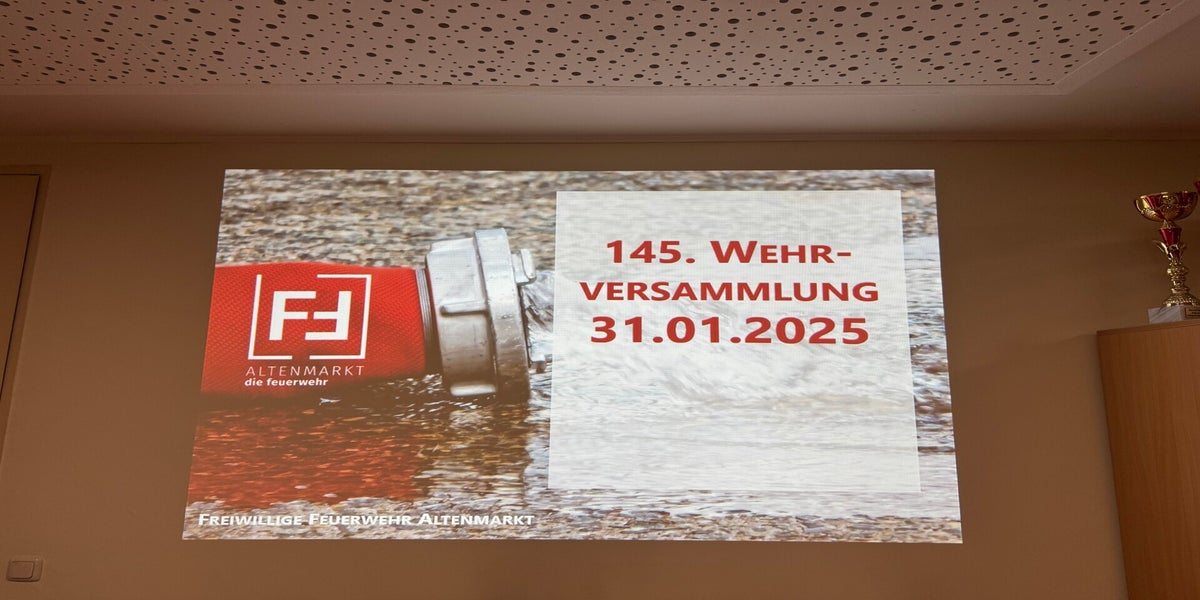 145. WEHR-
VERSAMMLUNG
31.01.2025
FF
ALTENMARKT
die feuerwehr
FREIWILLIGE FEUERWEHR ALTENMARKT